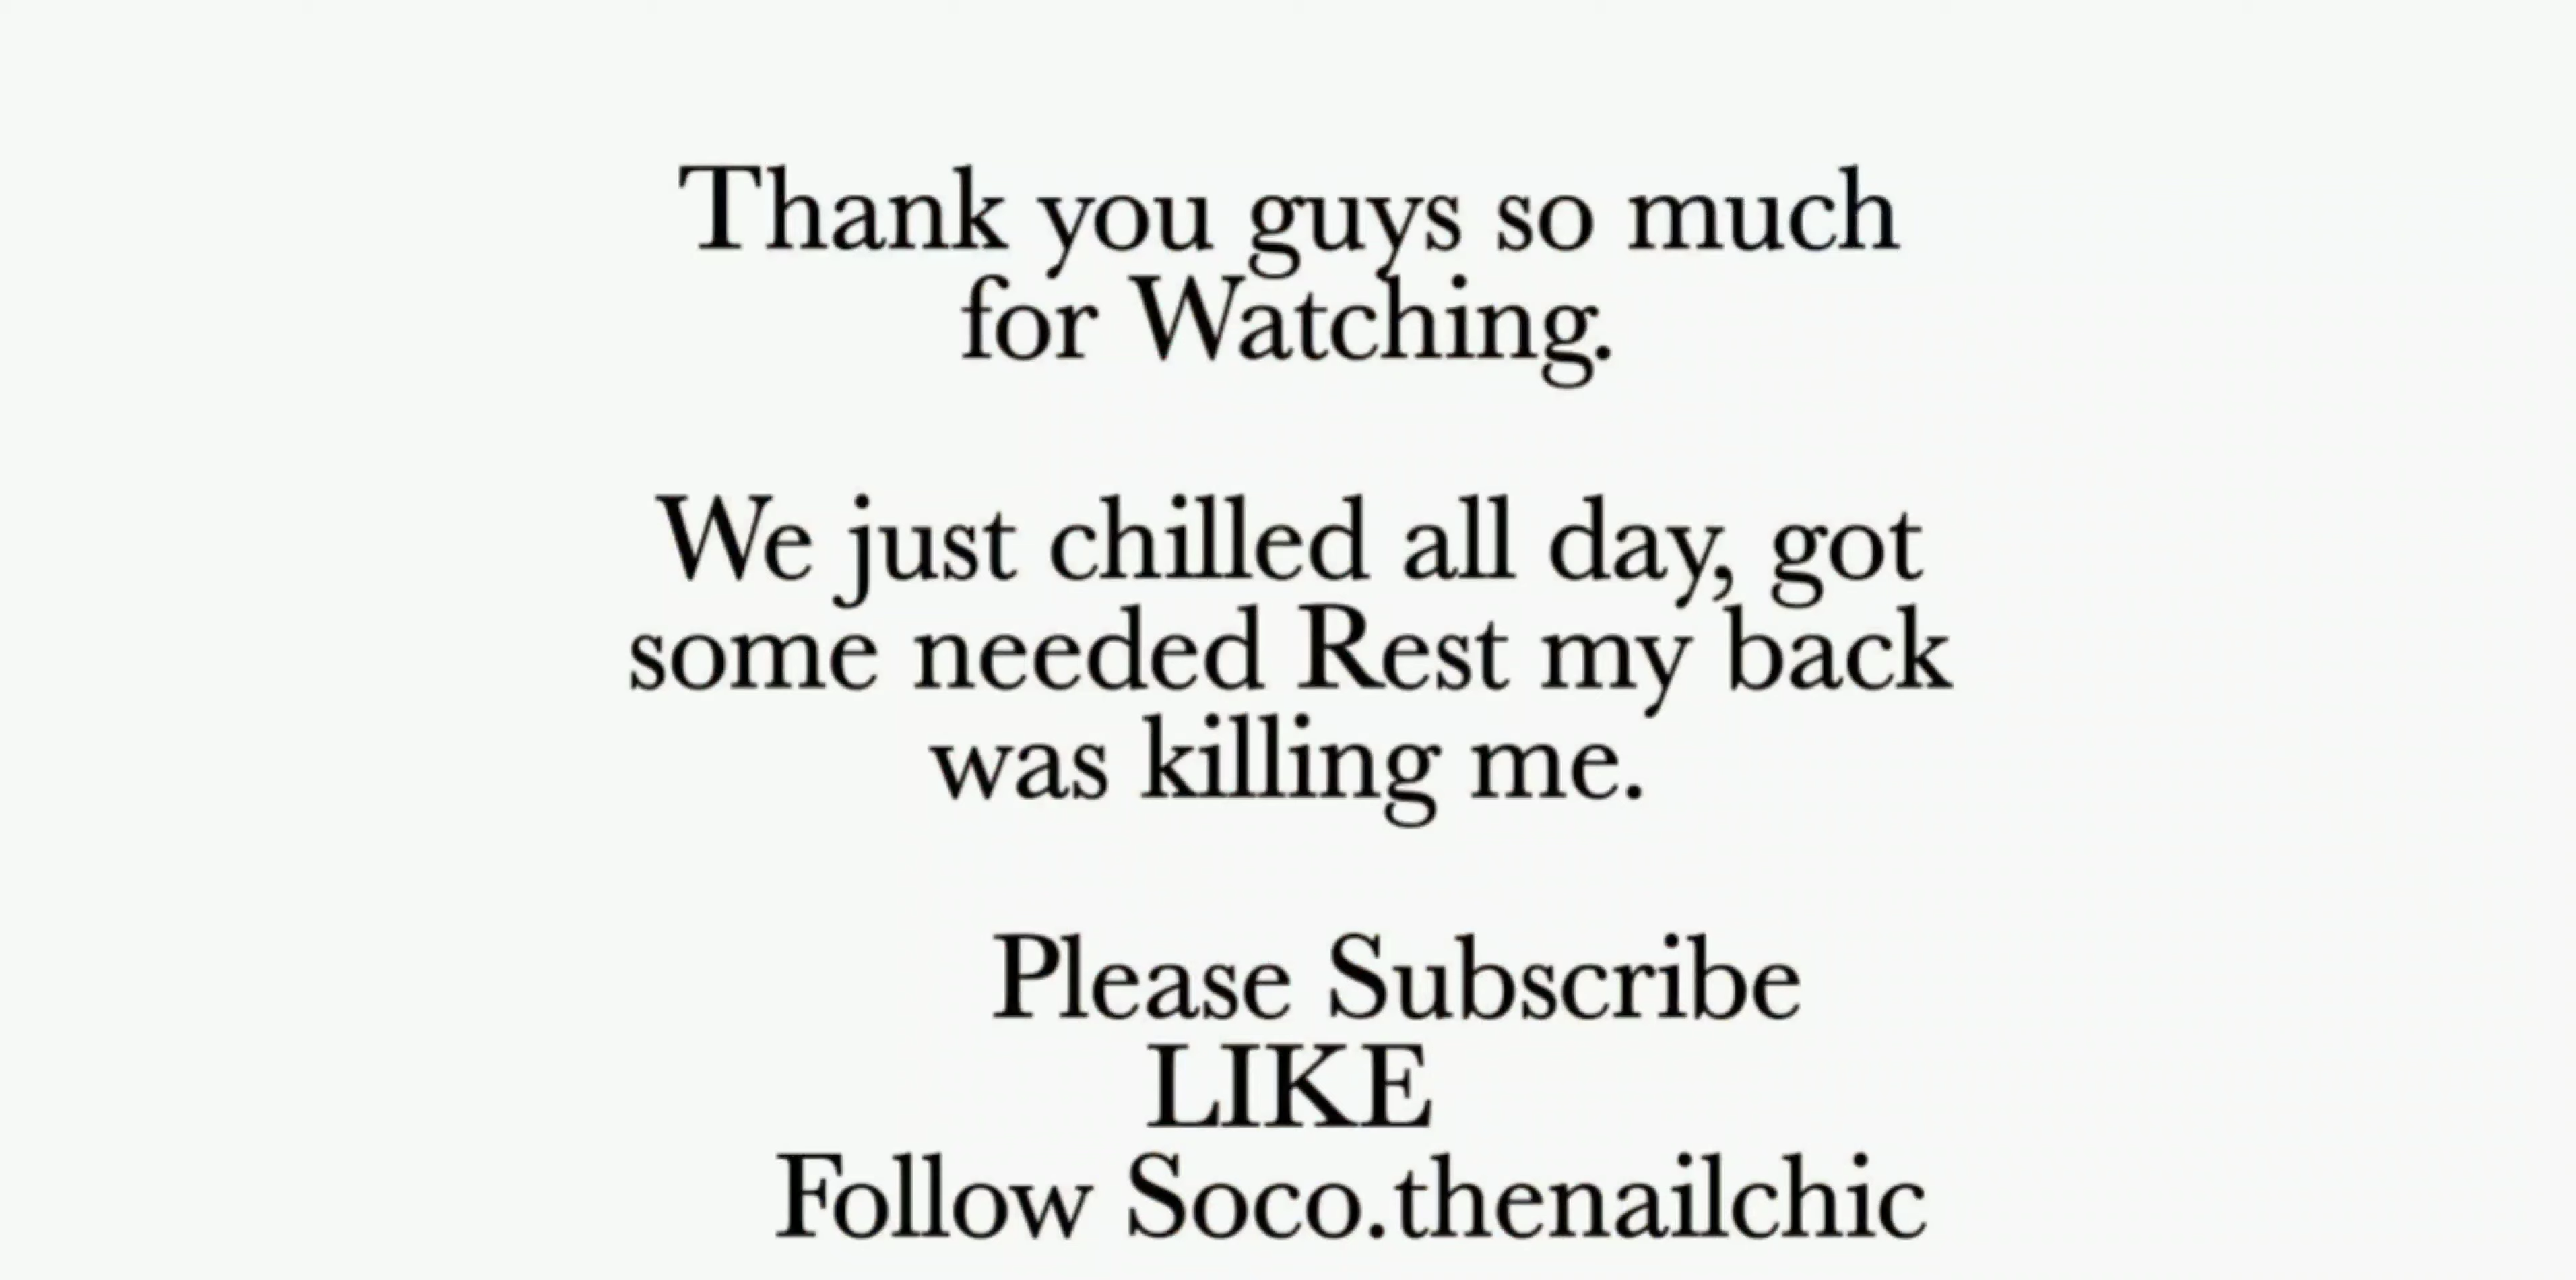 Thank you guys so much
for Watching.
We just chilled all day, got
some needed Rest my back
was killing me.
Please Subscribe
LIKE
Follow Soco.thenailchic